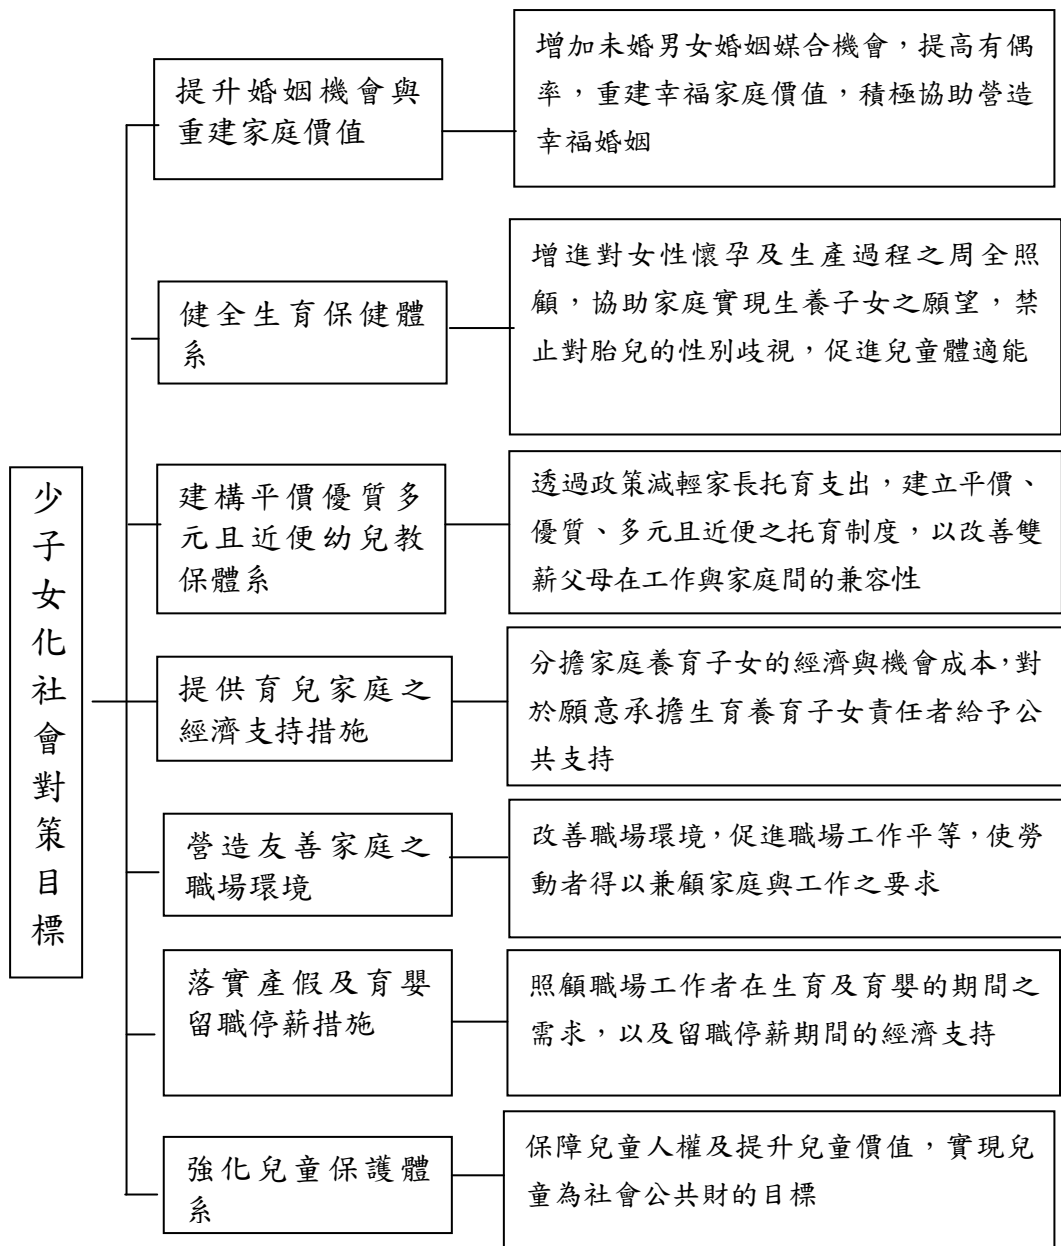 少子女化社會對策目標
提升婚姻機會與
重建家庭價值
增加未婚男女婚姻媒合機會，提高有偶
率，重建幸福家庭價值，積極協助營造
幸福婚姻
健全生育保健體
系
增進對女性懷孕及生產過程之周全照
顧，協助家庭實現生養子女之願望，禁
止對胎兒的性別歧視，促進兒童體適能
建構平價優質多
元且近便幼兒教
保體系
透過政策減輕家長托育支出，建立平價、
優質、多元且近便之托育制度，以改善雙
薪父母在工作與家庭間的兼容性
提供育兒家庭之
經濟支持措施
分擔家庭養育子女的經濟與機會成本，對
於願意承擔生育養育子女責任者給予公
共支持
營造友善家庭之
職場環境
改善職場環境，促進職場工作平等，使勞
動者得以兼顧家庭與工作之要求
落實產假及育嬰
留職停薪措施
照顧職場工作者在生育及育嬰的期間之
需求，以及留職停薪期間的經濟支持
強化兒童保護體
系
保障兒童人權及提升兒童價值，實現兒
童為社會公共財的目標